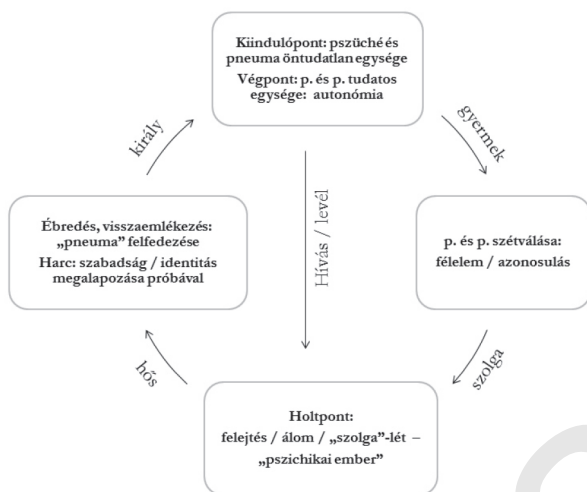 Kiindulópont: pszüché és
pneuma öntudatlan egysége
Végpont: p. és p. tudatos
egysége: autonómia
király
gyermek
Ébredés, visszaemlékezés:
„pneuma” felfedezése
Harc: szabadság / identitás
megalapozása próbával
Hívás / levél
p. és p. szétválása:
félelem / azonosulás
hős
szolga
Holtpont:
felejtés / álom / „szolga”-lét –
„pszichikai ember”